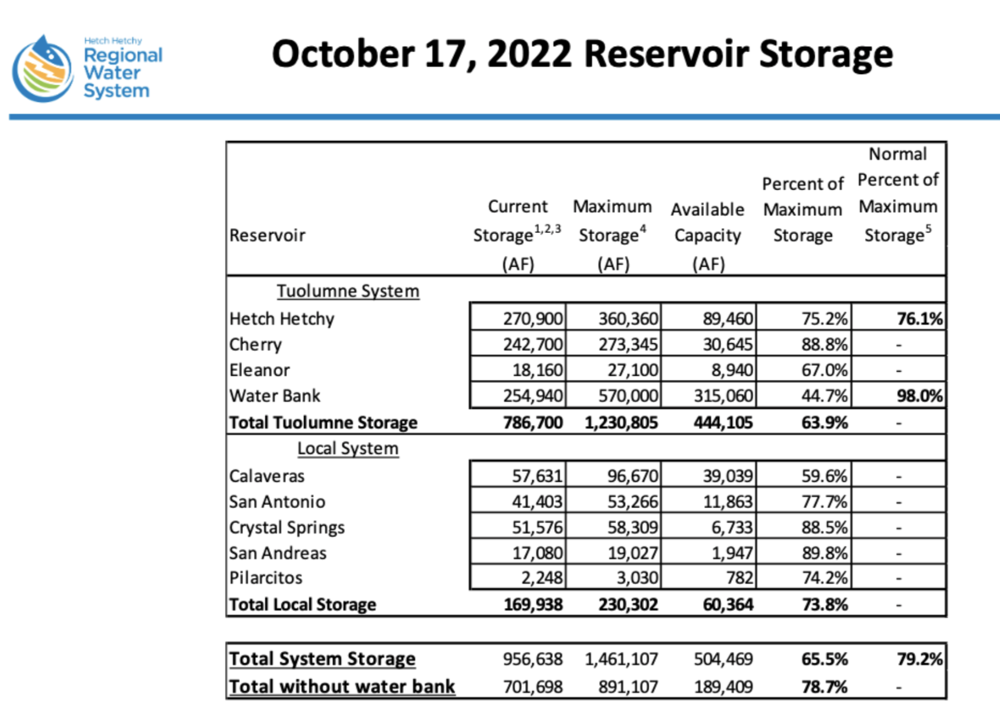 Hetch Hetchy
Regional
Water
System
October 17, 2022 Reservoir Storage
Reservoir Current Storage1,2,3 (AF) Maximum Storage4 (AF) Available Capacity (AF) Percent of Maximum Storage Normal Percent of Maximum Storage5
Tuolumne System
Hetch Hetchy 270,900 360,360 89,460 75.2% 76.1%
Cherry 242,700 273,345 30,645 88.8% -
Eleanor 18,160 27,100 8,940 67.0% -
Water Bank 254,940 570,000 315,060 44.7% 98.0%
Total Tuolumne Storage 786,700 1,230,805 444,105 63.9% -
Local System
Calaveras 57,631 96,670 39,039 59.6% -
San Antonio 41,403 53,266 11,863 77.7% -
Crystal Springs 51,576 58,309 6,733 88.5% -
San Andreas 17,080 19,027 1,947 89.8% -
Pilarcitos 2,248 3,030 782 74.2% -
Total Local Storage 169,938 230,302 60,364 73.8% -
Total System Storage 956,638 1,461,107 504,469 65.5% 79.2%
Total without water bank 701,698 891,107 189,409 78.7% -